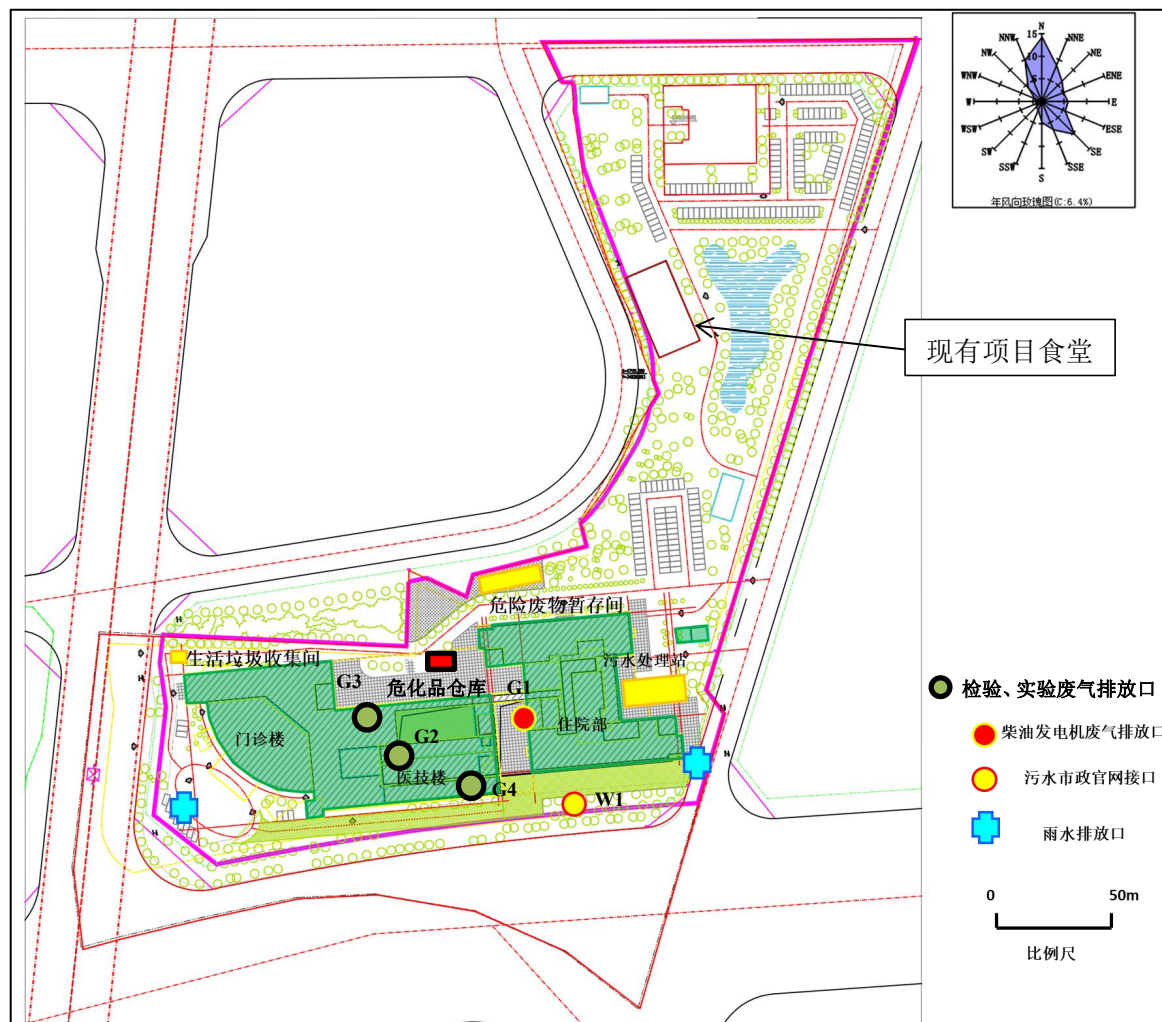 N
NNW
15
NNE
NW
10
NE
WNW
5
ENE
W
E
WSW
ESE
SW
SE
SSW
SSE
S
年风向玫瑰图(C:6.4%)
现有项目食堂
危险废物暂存间
生活垃圾收集间
污水处理站
G3
危化品仓库
G1
检验、实验废气排放口
门诊楼
G2
住院部
柴油发电机废气排放口
医技楼
G4
W1
污水市政官网接口
雨水排放口
0
50m
比例尺